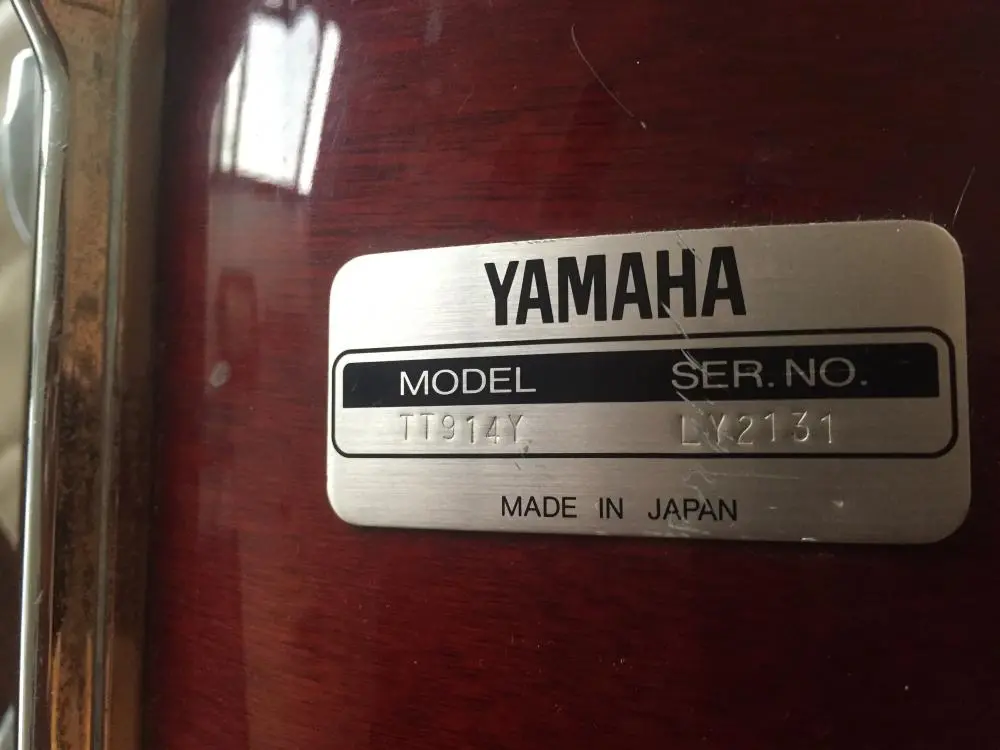 YAMAHA
MODEL SER. NO.
TT914Y LY2131
MADE IN JAPAN